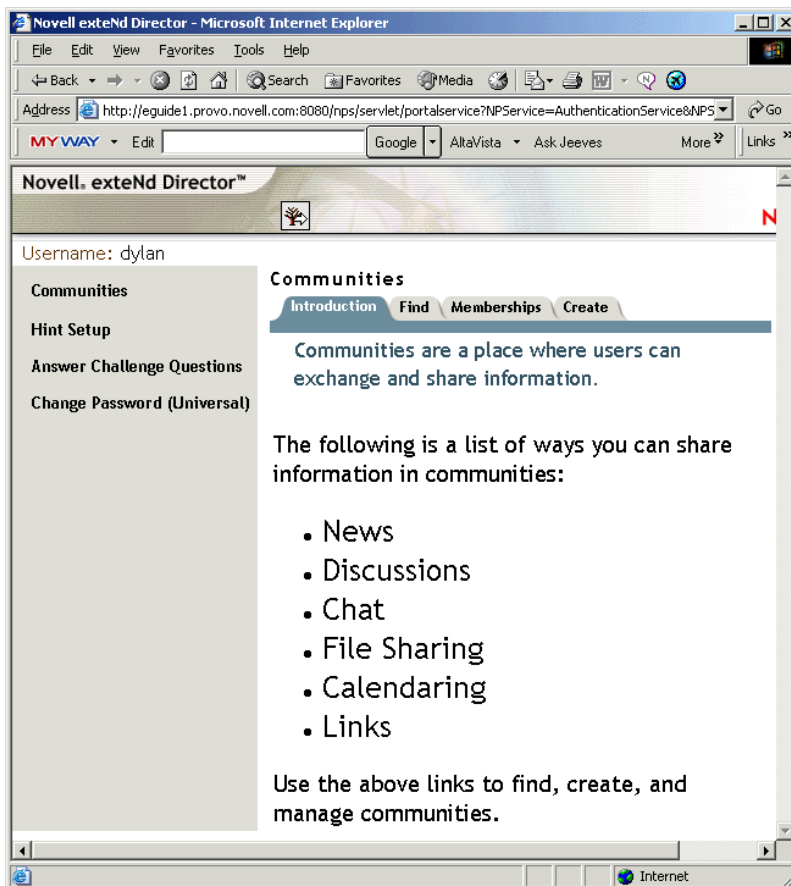 Novell exteNd Director - Microsoft Internet Explorer
File Edit View Favorites Tools Help
Back Search Favorites Media
Address http://eguide1.provo.novell.com:8080/nps/servlet/portalservice?NPService=AuthenticationService&NPS Go
MY WAY Edit Google AltaVista Ask Jeeves More Links
Novell® exteNd Director™
N
Username: dylan
Communities
Hint Setup
Answer Challenge Questions
Change Password (Universal)
Communities
Introduction Find Memberships Create
Communities are a place where users can
exchange and share information.
The following is a list of ways you can share
information in communities:
• News
• Discussions
• Chat
• File Sharing
• Calendaring
• Links
Use the above links to find, create, and
manage communities.
Internet